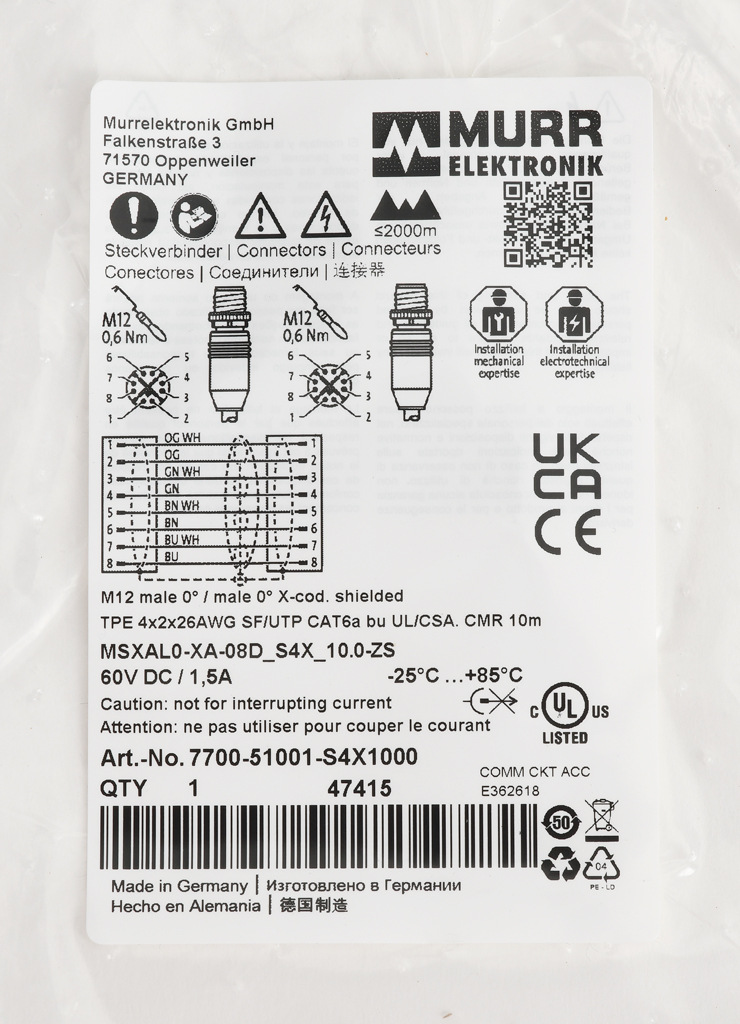 Murrelektronik GmbH
Falkenstraße 3
71570 Oppenweiler
GERMANY
MURR
ELEKTRONIK
≤2000m
Steckverbinder | Connectors | Connecteurs
Conectores | Соединители | 连接器
M12
0,6 Nm
6 5
7 4
8 3
1 2
M12
0,6 Nm
6 5
7 4
8 3
1 2
Installation
mechanical
expertise
Installation
electrotechnical
expertise
1 OG WH 1
2 OG 2
3 GN WH 3
4 GN 4
5 BN WH 5
6 BN 6
7 BU WH 7
8 BU 8
UK
CA
CE
M12 male 0° / male 0° X-cod. shielded
TPE 4x2x26AWG SF/UTP CAT6a bu UL/CSA. CMR 10m
MSXAL0-XA-08D_S4X_10.0-ZS
60V DC / 1,5A -25°C ...+85°C
Caution: not for interrupting current
Attention: ne pas utiliser pour couper le courant
C UL US
LISTED
Art.-No. 7700-51001-S4X1000
QTY 1 47415
COMM CKT ACC
E362618
50
04
PE-LD
Made in Germany | Изготовлено в Германии
Hecho en Alemania | 德国制造